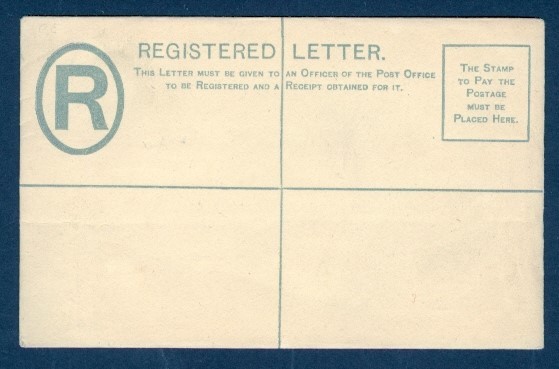 R
REGISTERED LETTER.
THIS LETTER MUST BE GIVEN TO AN OFFICER OF THE POST OFFICE
TO BE REGISTERED AND A RECEIPT OBTAINED FOR IT.
THE STAMP
TO PAY THE
POSTAGE
MUST BE
PLACED HERE.